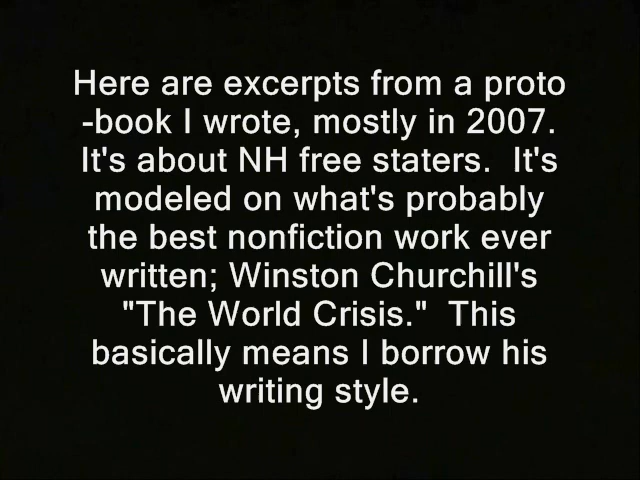 Here are excerpts from a proto
-book I wrote, mostly in 2007.
It's about NH free staters.  It's
modeled on what's probably
the best nonfiction work ever
written; Winston Churchill's
"The World Crisis."  This
basically means I borrow his
writing style.